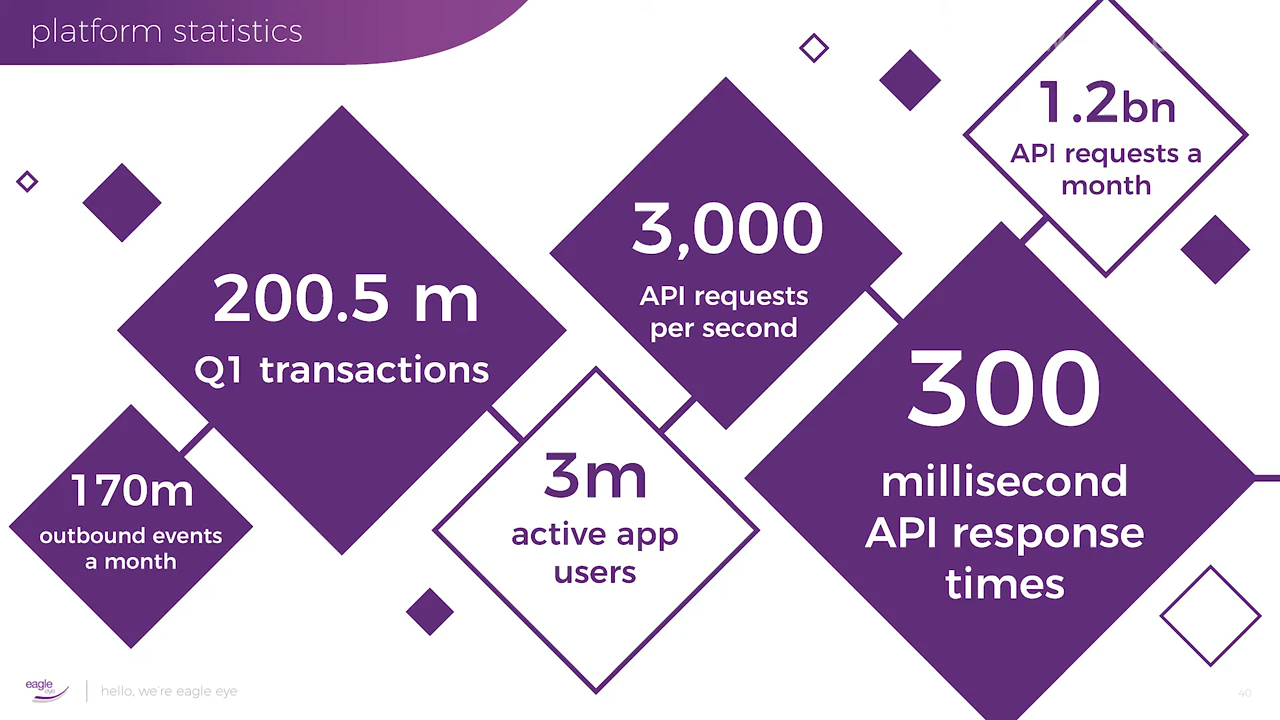 platform statistics
200.5 m
Q1 transactions
170m
outbound events
a month
3,000
API requests
per second
3m
active app
users
1.2bn
API requests a
month
300
millisecond
API response
times
eagle
eye
hello, we're eagle eye
40